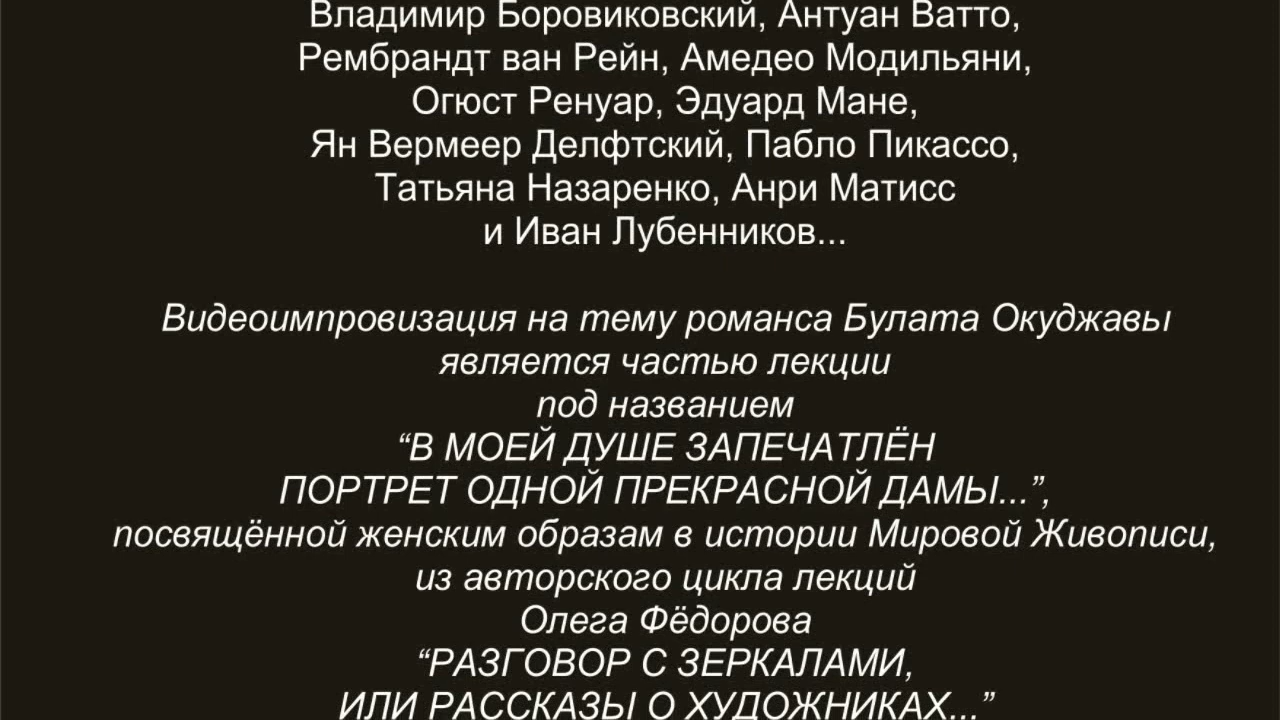 Владимир Боровиковский, Антуан Ватто,
Рембрандт ван Рейн, Амедео Модильяни,
Огюст Ренуар, Эдуард Мане,
Ян Вермеер Делфтский, Пабло Пикассо,
Татьяна Назаренко, Анри Матисс
и Иван Лубенников...
Видеоимпровизация на тему романса Булата Окуджавы
является частью лекции
под названием
“В МОЕЙ ДУШЕ ЗАПЕЧАТЛЁН
ПОРТРЕТ ОДНОЙ ПРЕКРАСНОЙ ДАМЫ...”,
посвящённой женским образам в истории Мировой Живописи,
из авторского цикла лекций
Олега Фёдорова
“РАЗГОВОР С ЗЕРКАЛАМИ,
ИЛИ РАССКАЗЫ О ХУДОЖНИКАХ...”